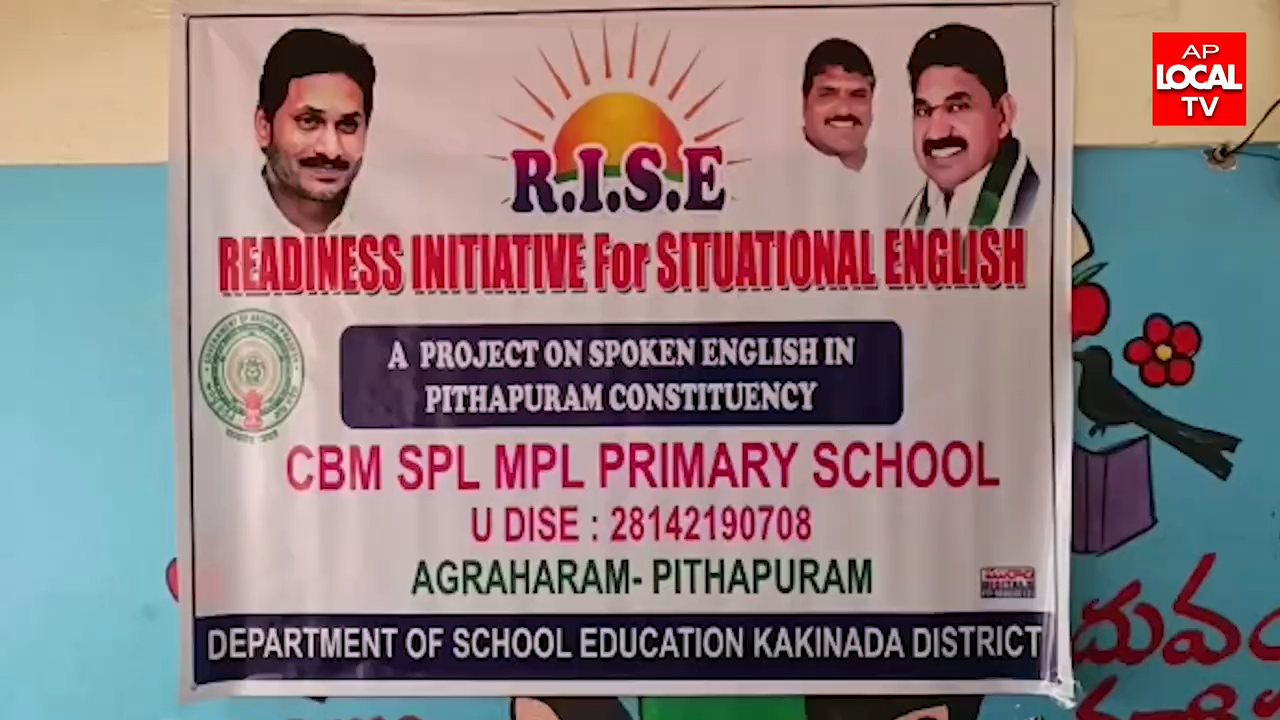 AP
LOCAL
TV
R.I.S.E
READINESS INITIATIVE For SITUATIONAL ENGLISH
A PROJECT ON SPOKEN ENGLISH IN
PITHAPURAM CONSTITUENCY
CBM SPL MPL PRIMARY SCHOOL
U DISE : 28142190708
AGRAHARAM- PITHAPURAM
DEPARTMENT OF SCHOOL EDUCATION KAKINADA DISTRICT